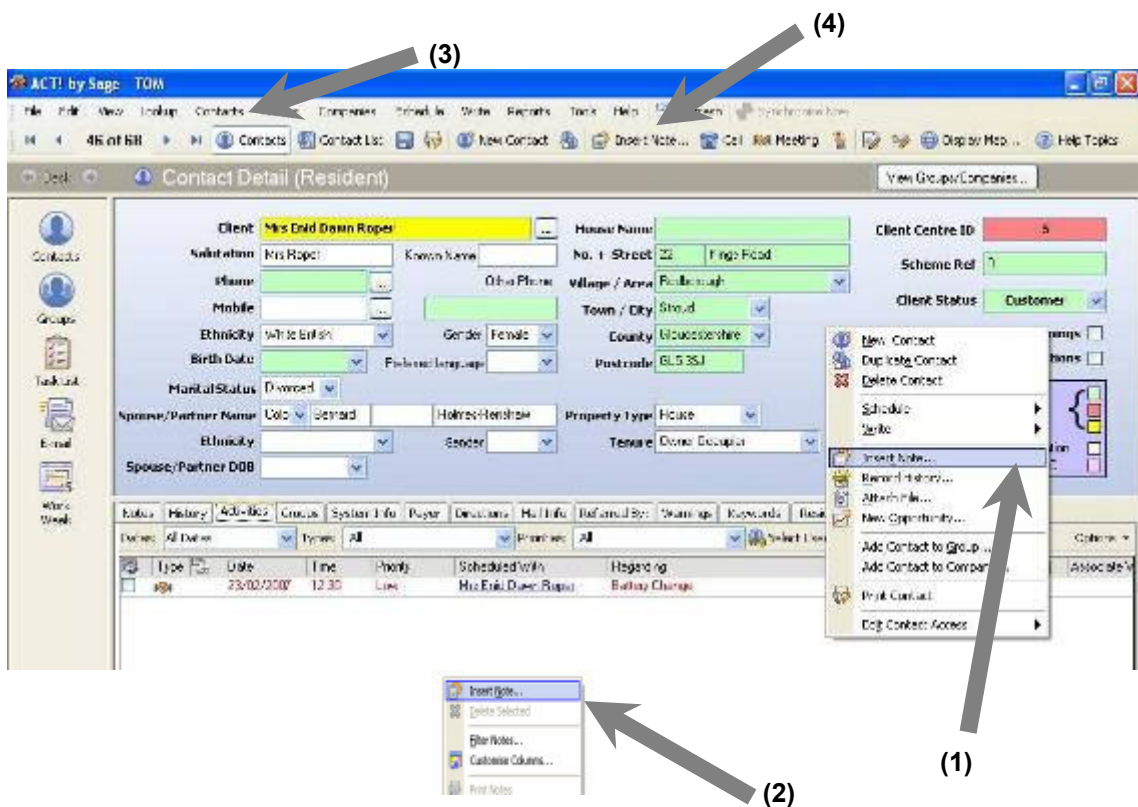 (4)
(3)
ACT! by Sage - TOM
File Edit View Lookup Contacts Companies Schedule Write Reports Tools Help Synchronise Now
46 of 68 Contacts Contact List New Contact Insert Note... Call Meeting Display Map... Help Topics
Back Contact Detail (Resident) View Groups/Companies...
Contacts
Groups
Task List
E-mail
Work Week
Client Mrs Enid Dawn Roper ... House Name Client Centre ID
Salutation Mrs Roper Known Name No. + Street 22 Kings Road Scheme Ref
Phone ... Other Phone Village / Area Rodborough Client Status Customer
Mobile ... Town / City Stroud
Ethnicity White British Gender Female County Gloucestershire
Birth Date Preferred language Postcode GL5 3SJ
Marital Status Divorced
Spouse/Partner Name Bernard Holmes-Henshaw Property Type House
Ethnicity Gender Tenure Owner Occupier
Spouse/Partner DOB
New Contact
Duplicate Contact
Delete Contact
Schedule
Write
Insert Note...
Record History...
Attach File...
New Opportunity...
Add Contact to Group...
Add Contact to Compan
Print Contact
Edit Contact Access
Notes History Activities Groups System Info Payer Directions Referred By: Warnings Keywords
Dates: All Dates Types: All Priorities: All Options
Type Date Time Priority Scheduled With Regarding
23/02/2007 12:30 Low Mrs Enid Dawn Roper Battery Change
Insert Note...
Delete Selected
Filter Notes...
Customise Columns...
Print Notes
(1)
(2)